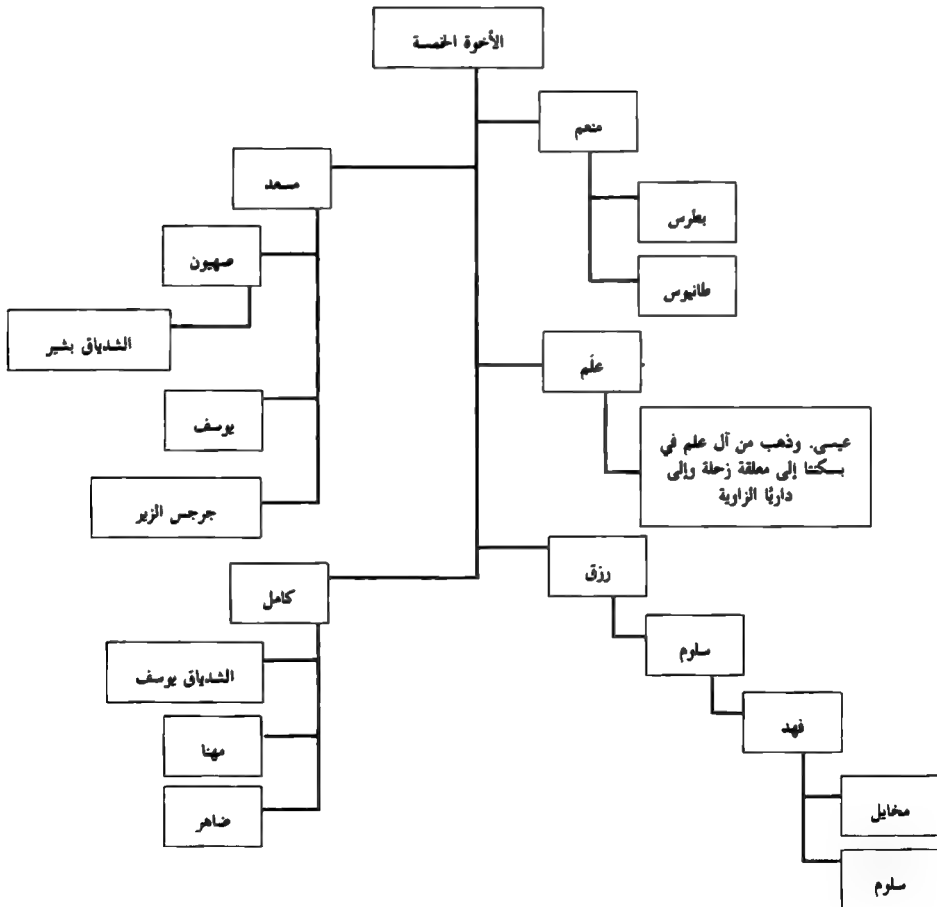 الأخوة الخمسة
منعم
بطرس
طانيوس
علَم
عيسى. وذهب من آل علم في
بسكنتا إلى معلقة زحلة وإلى
داريّا الزاوية
رزق
سلوم
فهد
مخايل
سلوم
مسعد
صهيون
الشدياق بشير
يوسف
جرجس الزير
كامل
الشدياق يوسف
مهنا
ضاهر